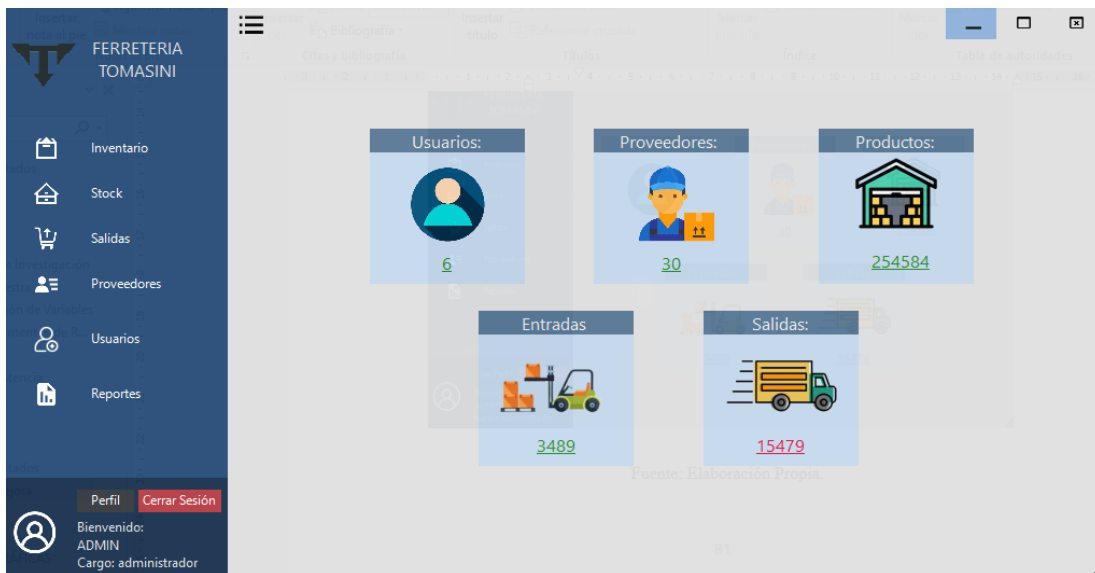 FERRETERIA
TOMASINI
Inventario
Stock
Salidas
Proveedores
Usuarios
Reportes
Perfil
Cerrar Sesión
Bienvenido:
ADMIN
Cargo: administrador
Usuarios:
6
Proveedores:
30
Productos:
254584
Entradas
3489
Salidas:
15479
Fuente: Elaboración Propia.